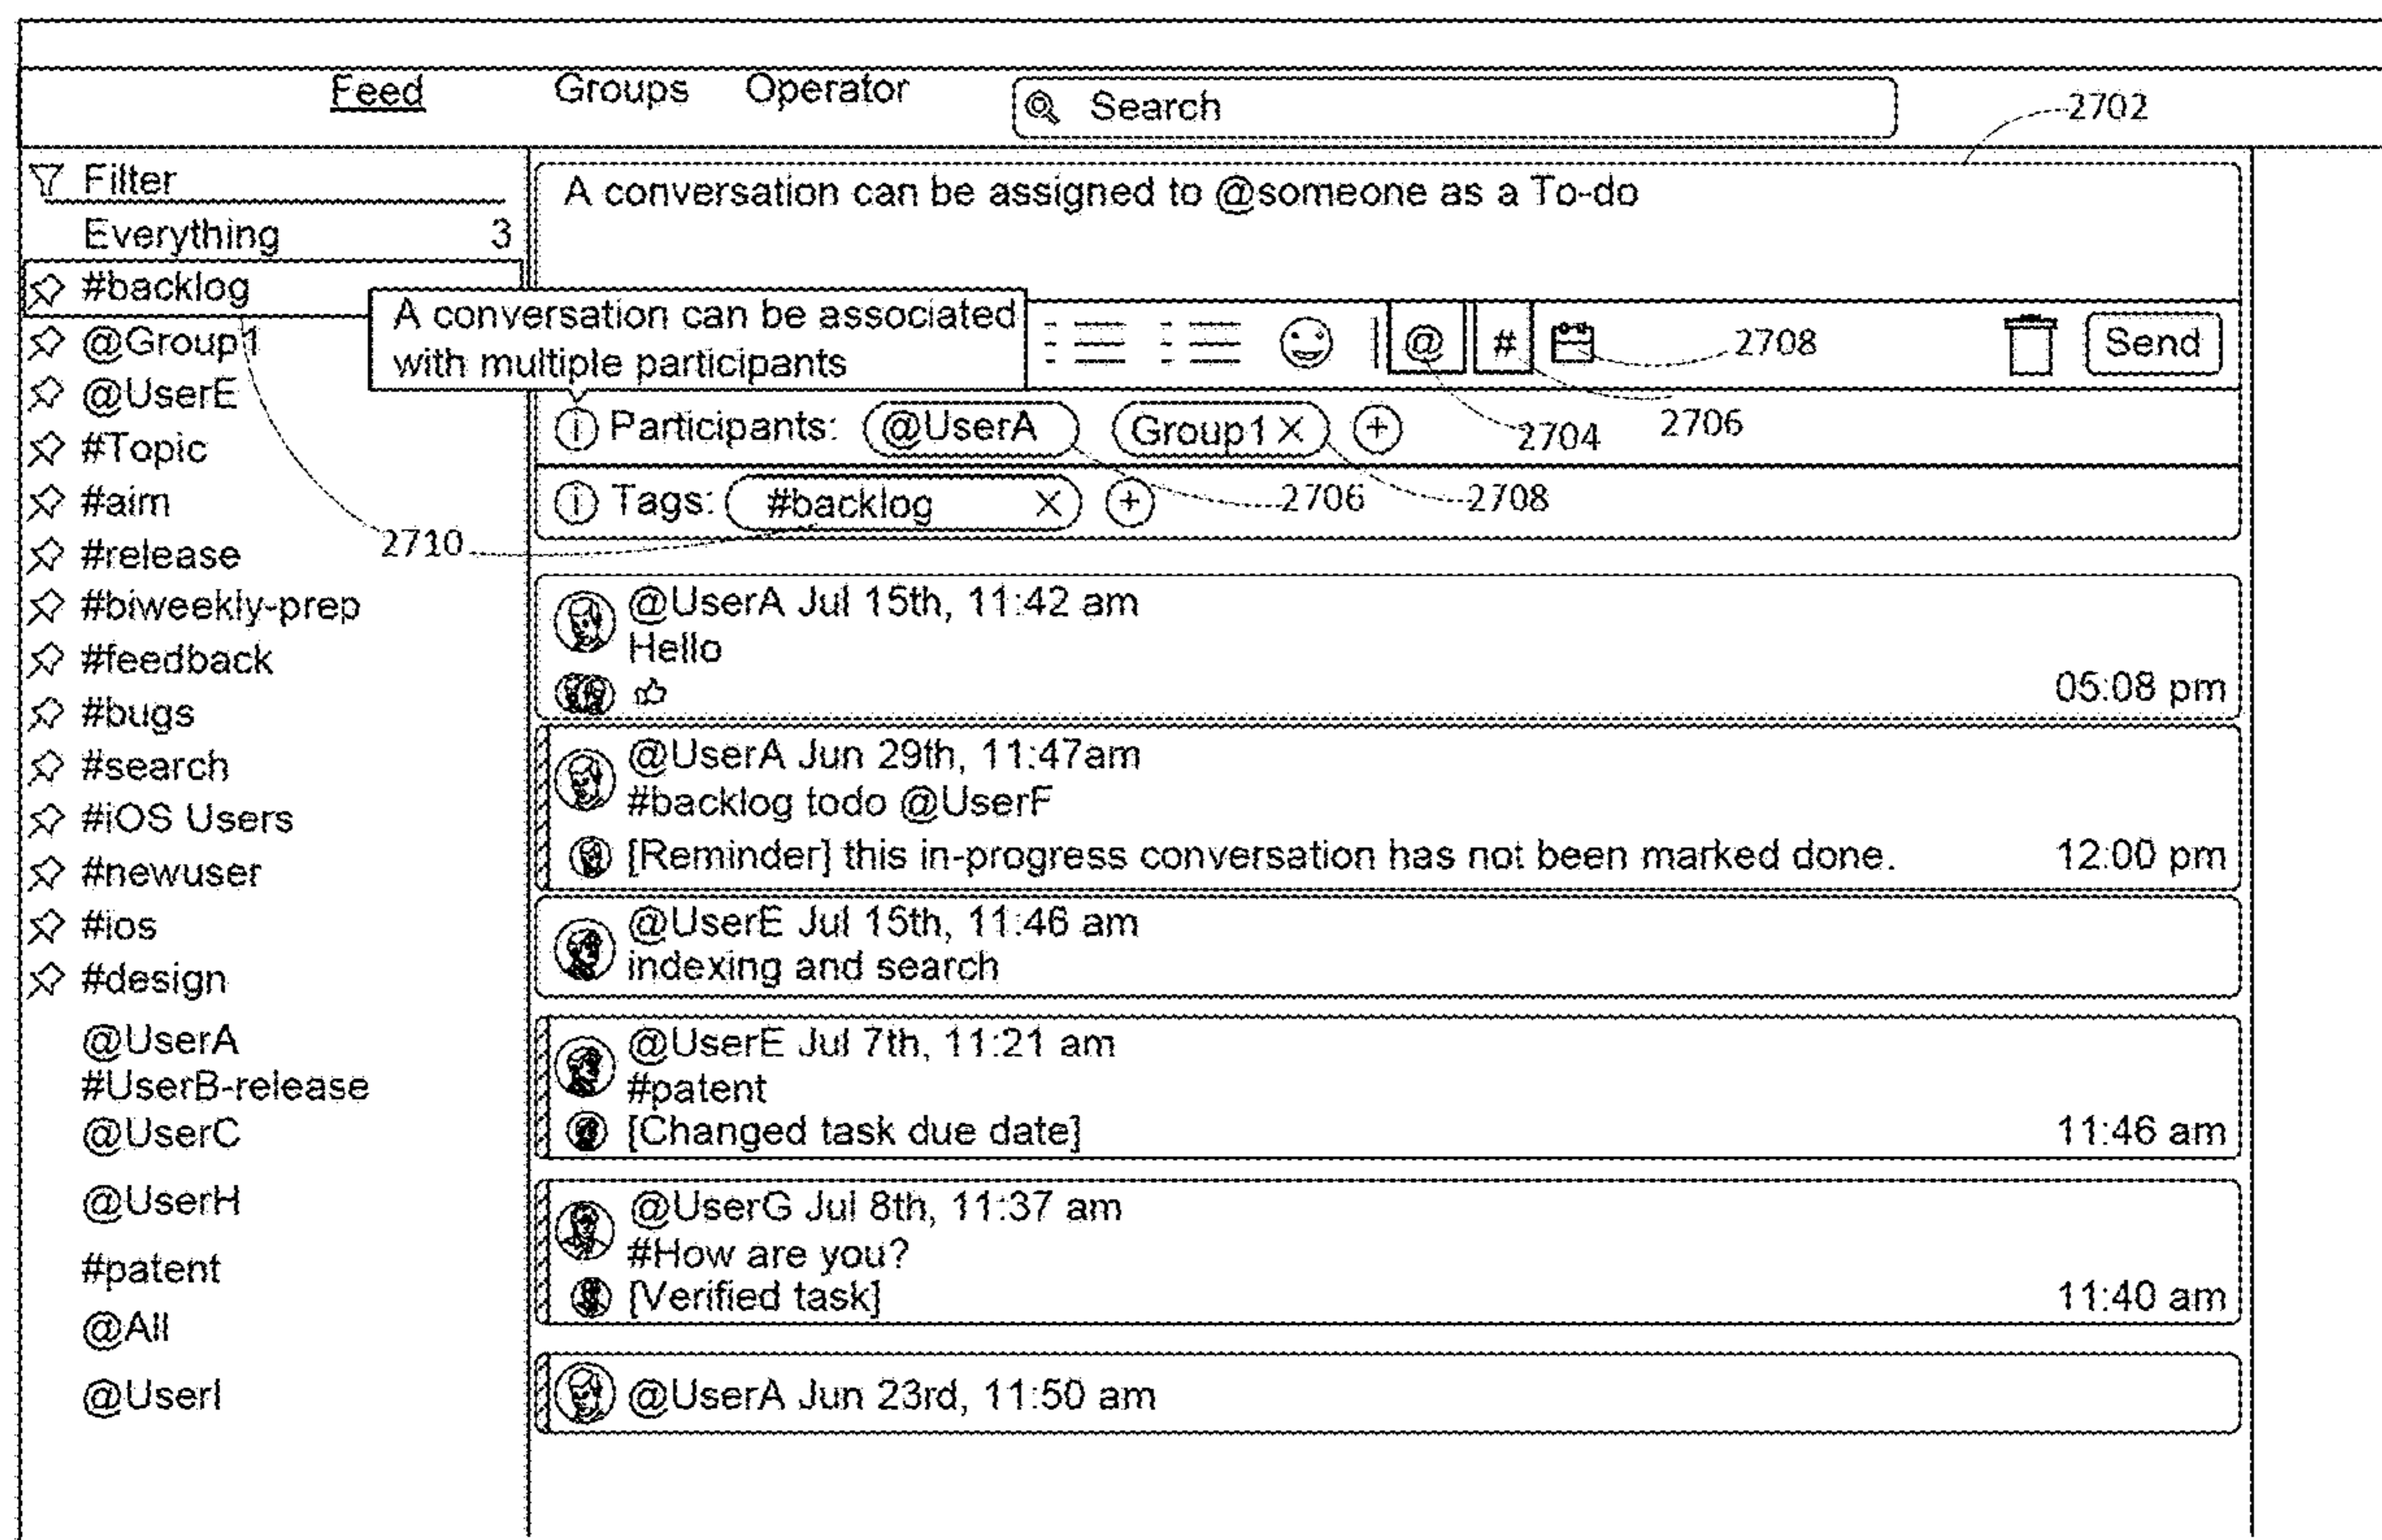 Feed Groups Operator Search 2702
Filter
Everything 3
#backlog
@Group1
@UserE
#Topic
#aim
#release
#biweekly-prep
#feedback
#bugs
#search
#iOS Users
#newuser
#ios
#design
@UserA
#UserB-release
@UserC
@UserH
#patent
@All
@UserI
2710
A conversation can be assigned to @someone as a To-do
A conversation can be associated
with multiple participants
@ # 2708 Send
i Participants: @UserA Group1 X + 2704 2706
i Tags: #backlog X + 2706 2708
@UserA Jul 15th, 11:42 am
Hello
05:08 pm
@UserA Jun 29th, 11:47am
#backlog todo @UserF
[Reminder] this in-progress conversation has not been marked done. 12:00 pm
@UserE Jul 15th, 11:46 am
indexing and search
@UserE Jul 7th, 11:21 am
#patent
[Changed task due date] 11:46 am
@UserG Jul 8th, 11:37 am
#How are you?
[Verified task] 11:40 am
@UserA Jun 23rd, 11:50 am